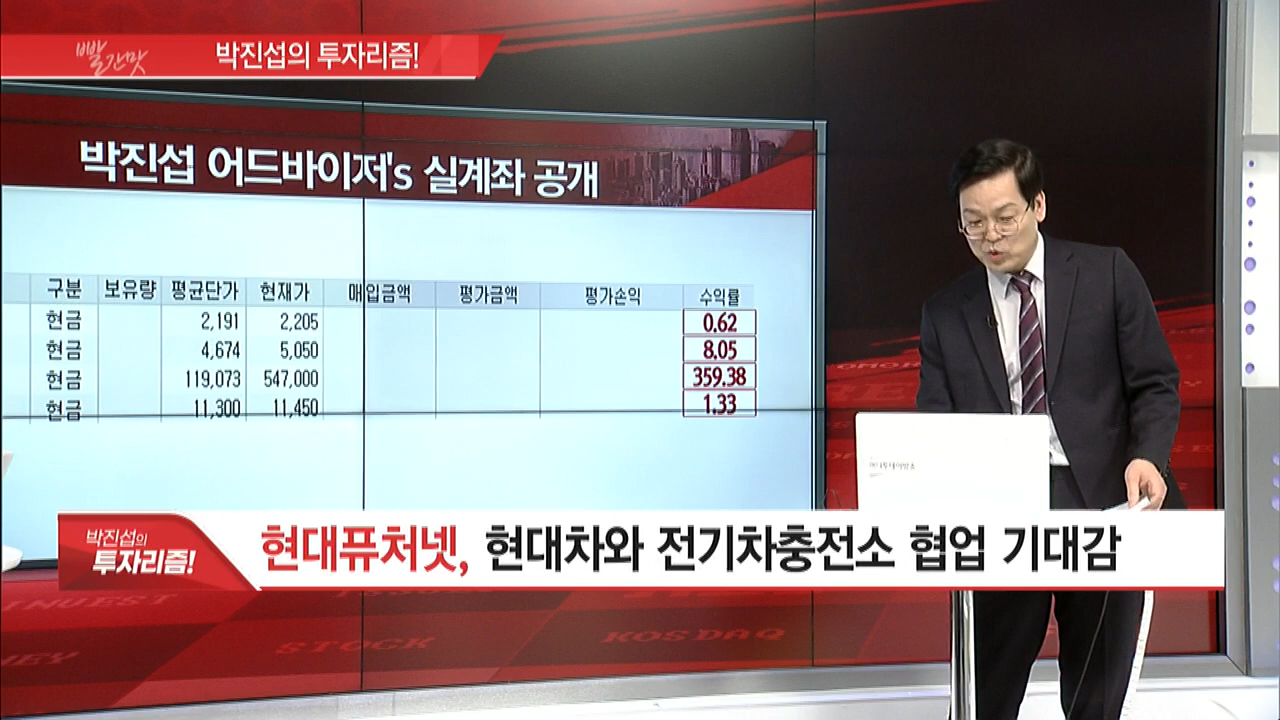 빨간맛
박진섭의 투자리즘!
박진섭 어드바이저's 실계좌 공개
구분 보유량 평균단가 현재가 매입금액 평가금액 평가손익 수익률
현금 2,191 2,205 0.62
현금 4,674 5,050 8.05
현금 119,073 547,000 359.38
현금 11,300 11,450 1.33
박진섭의
투자리즘!
현대퓨처넷, 현대차와 전기차충전소 협업 기대감
INVEST
STOCK
KOSDAQ